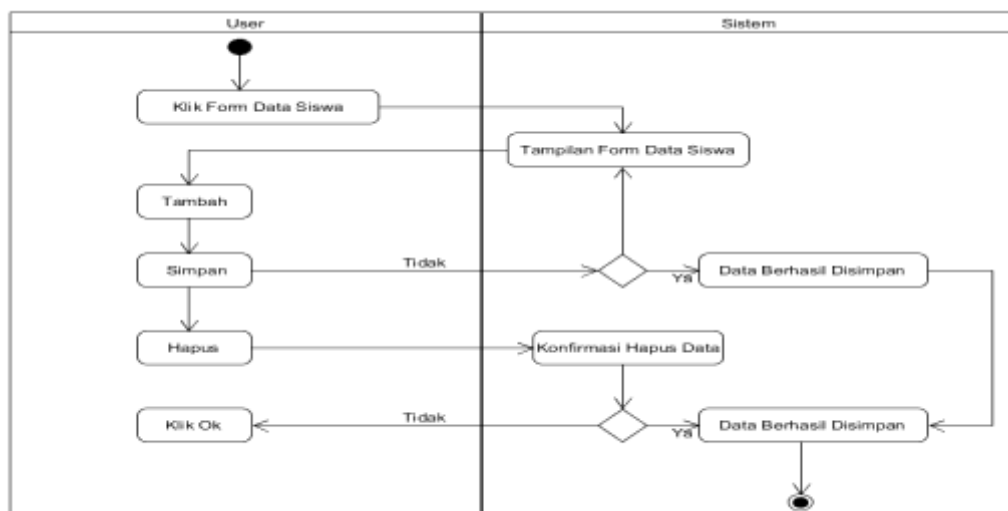 User
Sistem
Klik Form Data Siswa
Tampilan Form Data Siswa
Tambah
Simpan
Tidak
Ya
Data Berhasil Disimpan
Hapus
Konfirmasi Hapus Data
Klik Ok
Tidak
Ya
Data Berhasil Disimpan